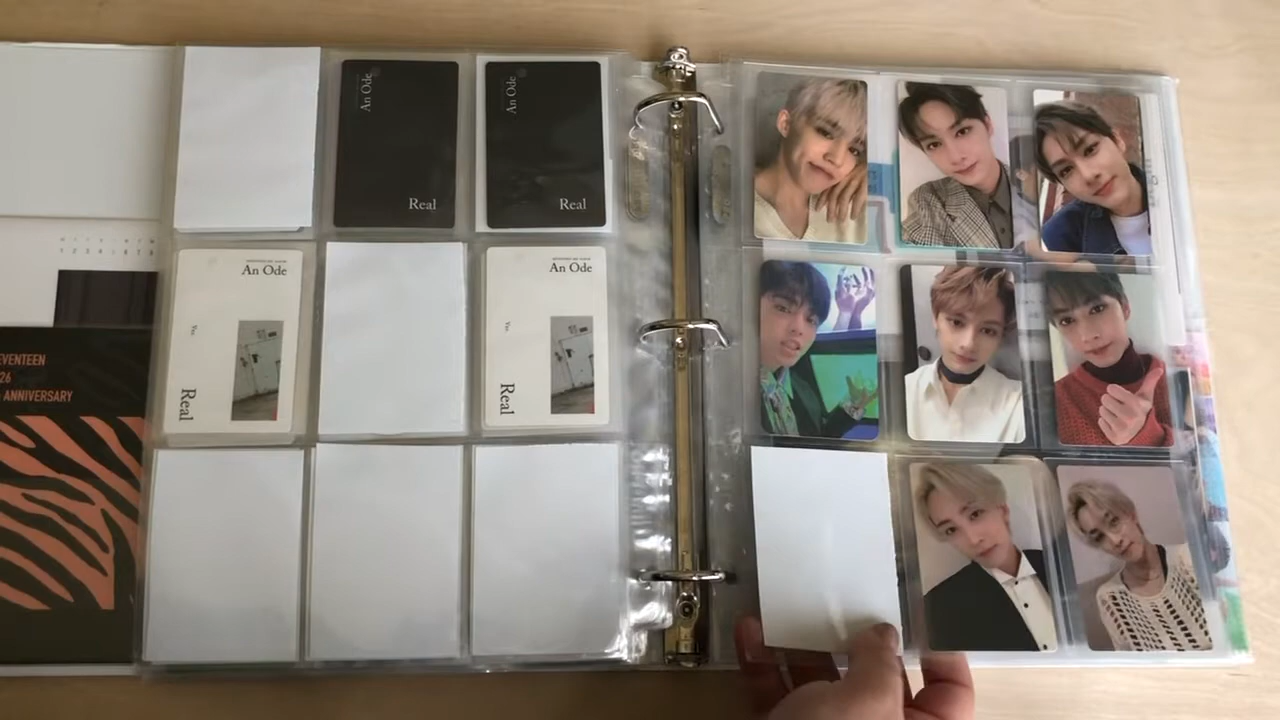 An Ode
Real
An Ode
Real
An Ode
Real
An Ode
Real
EVENTEEN
26
ANNIVERSARY